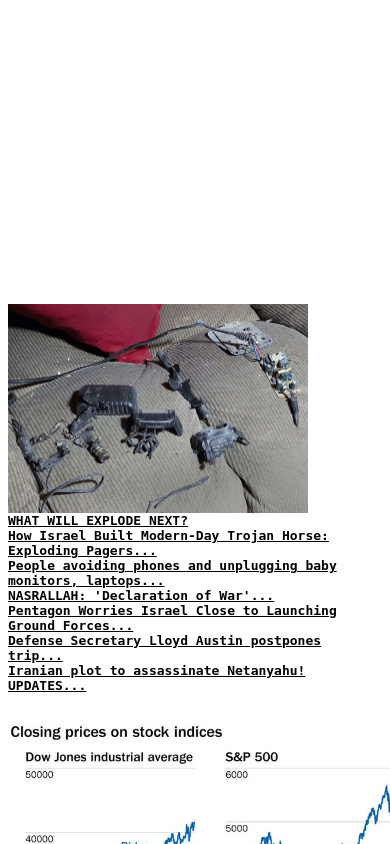 WHAT WILL EXPLODE NEXT?
How Israel Built Modern-Day Trojan Horse:
Exploding Pagers...
People avoiding phones and unplugging baby
monitors, laptops...
NASRALLAH: 'Declaration of War'...
Pentagon Worries Israel Close to Launching
Ground Forces...
Defense Secretary Lloyd Austin postpones
trip...
Iranian plot to assassinate Netanyahu!
UPDATES...
Closing prices on stock indices
Dow Jones industrial average
S&P 500
50000
6000
5000
40000